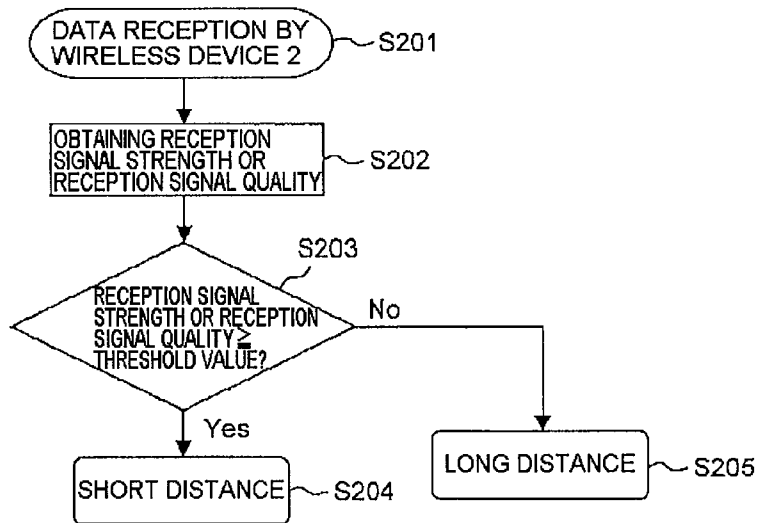 DATA RECEPTION BY
WIRELESS DEVICE 2
S201
OBTAINING RECEPTION
SIGNAL STRENGTH OR
RECEPTION SIGNAL QUALITY
S202
S203
RECEPTION SIGNAL
STRENGTH OR RECEPTION
SIGNAL QUALITY ≧
THRESHOLD VALUE?
No
Yes
SHORT DISTANCE
S204
LONG DISTANCE
S205